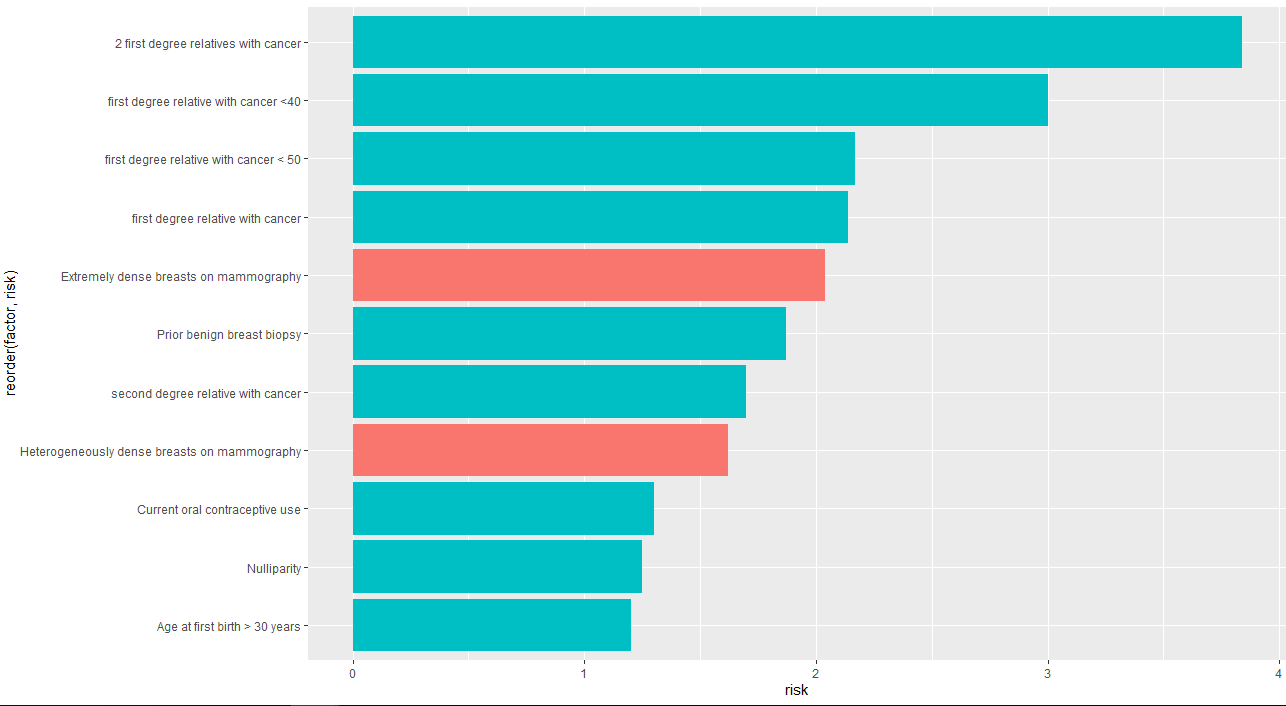 2 first degree relatives with cancer
first degree relative with cancer <40
first degree relative with cancer < 50
first degree relative with cancer
Extremely dense breasts on mammography
Prior benign breast biopsy
second degree relative with cancer
Heterogeneously dense breasts on mammography
Current oral contraceptive use
Nulliparity
Age at first birth > 30 years
reorder(factor, risk)
0 1 2 3 4
risk